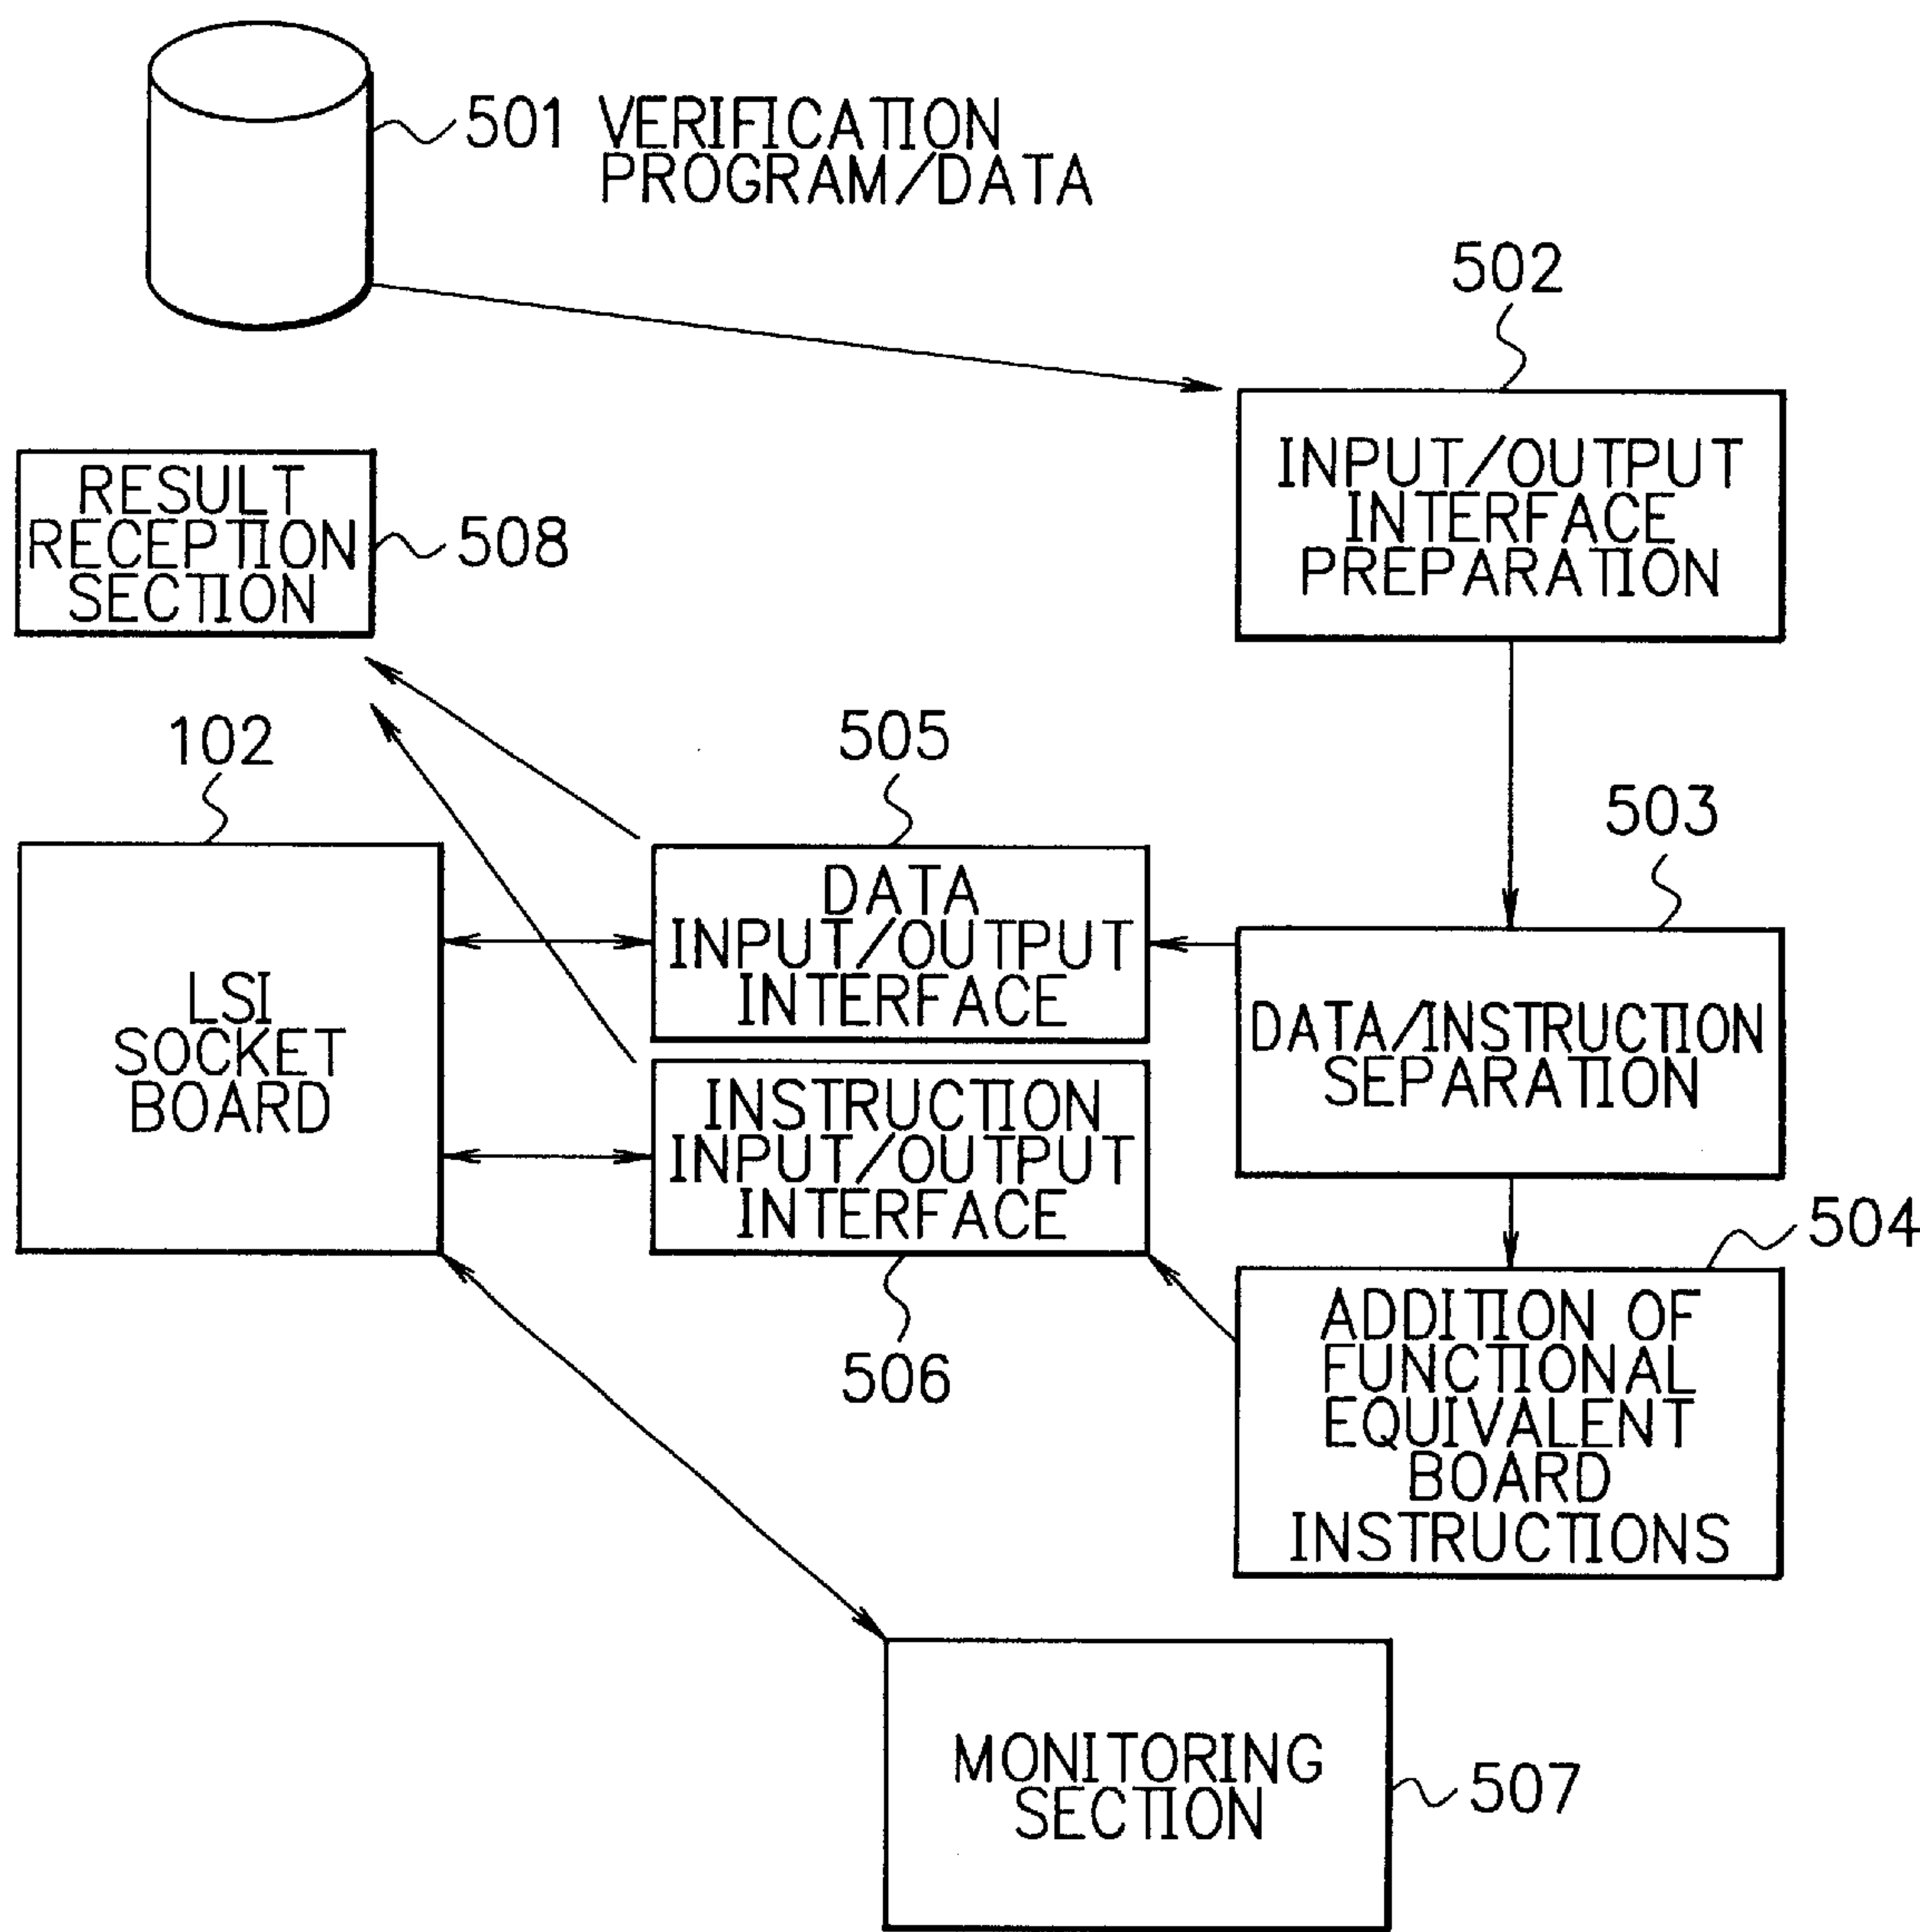 501 VERIFICATION
PROGRAM/DATA
502
INPUT/OUTPUT
INTERFACE
PREPARATION
RESULT
RECEPTION
SECTION
508
102
505
503
LSI
SOCKET
BOARD
DATA
INPUT/OUTPUT
INTERFACE
DATA/INSTRUCTION
SEPARATION
INSTRUCTION
INPUT/OUTPUT
INTERFACE
506
504
ADDITION OF
FUNCTIONAL
EQUIVALENT
BOARD
INSTRUCTIONS
MONITORING
SECTION
507